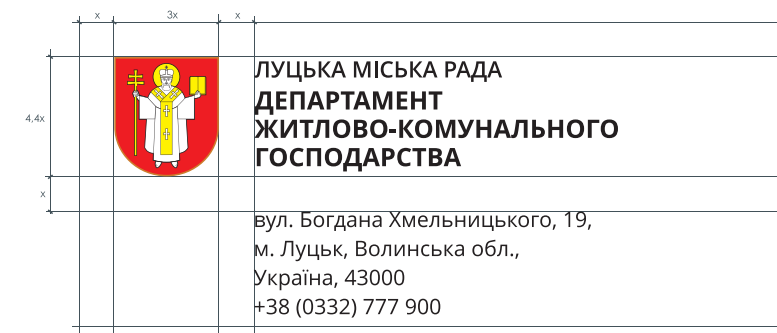 x 3x x
ЛУЦЬКА МІСЬКА РАДА
ДЕПАРТАМЕНТ
4,4x
ЖИТЛОВО-КОМУНАЛЬНОГО
ГОСПОДАРСТВА
x
вул. Богдана Хмельницького, 19,
м. Луцьк, Волинська обл.,
Україна, 43000
+38 (0332) 777 900